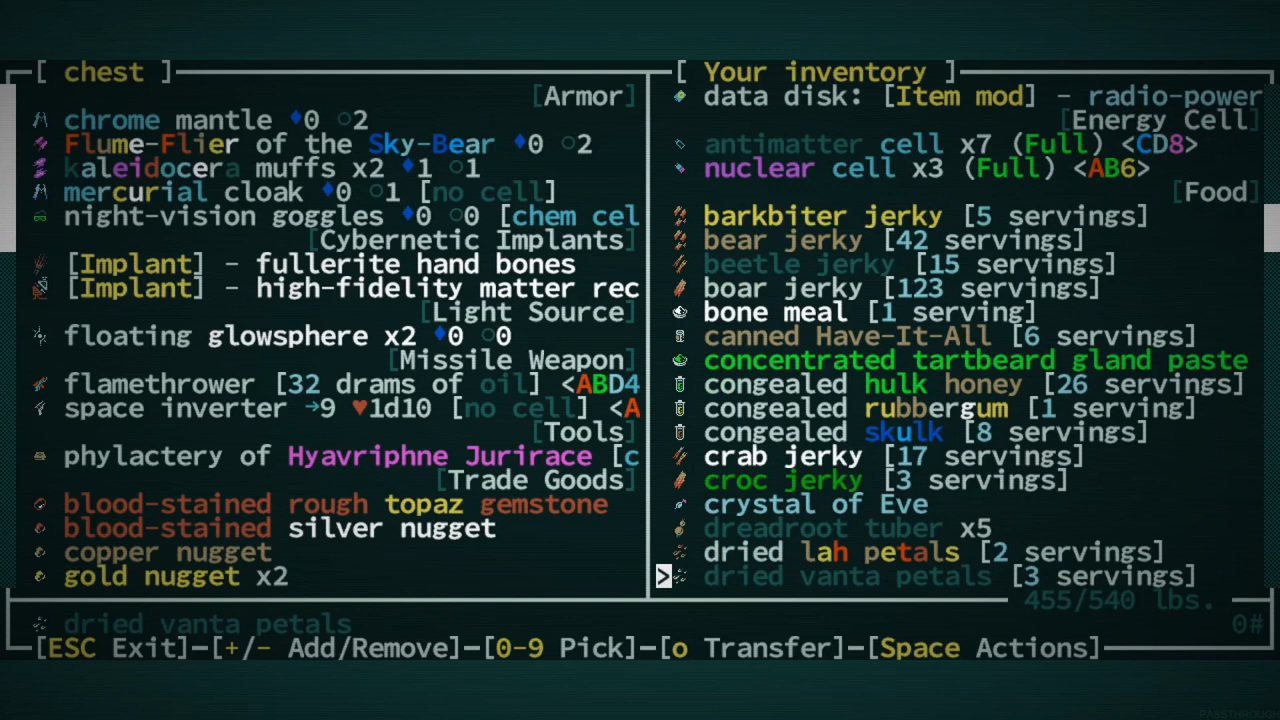 [ chest ]
[Armor]
chrome mantle ♦0 ○2
Flume-Flier of the Sky-Bear ♦0 ○2
kaleidocera muffs x2 ♦1 ○1
mercurial cloak ♦0 ○1 [no cell]
night-vision goggles ♦0 ○0 [chem cel
[Cybernetic Implants]
[Implant] - fullerite hand bones
[Implant] - high-fidelity matter rec
[Light Source]
floating glowsphere x2 ♦0 ○0
[Missile Weapon]
flamethrower [32 drams of oil] <ABD4
space inverter →9 ♥1d10 [no cell] <A
[Tools]
phylactery of Hyavriphne Jurirace [c
[Trade Goods]
blood-stained rough topaz gemstone
blood-stained silver nugget
copper nugget
gold nugget x2
[ Your inventory ]
data disk: [Item mod] - radio-power
[Energy Cell]
antimatter cell x7 (Full) <CD8>
nuclear cell x3 (Full) <AB6>
[Food]
barkbiter jerky [5 servings]
bear jerky [42 servings]
beetle jerky [15 servings]
boar jerky [123 servings]
bone meal [1 serving]
canned Have-It-All [6 servings]
concentrated tartbeard gland paste
congealed hulk honey [26 servings]
congealed rubbergum [1 serving]
congealed skulk [8 servings]
crab jerky [17 servings]
croc jerky [3 servings]
crystal of Eve
dreadroot tuber x5
dried lah petals [2 servings]
> dried vanta petals [3 servings]
455/540 lbs.
dried vanta petals
0#
[ESC Exit]-[+/- Add/Remove]-[0-9 Pick]-[o Transfer]-[Space Actions]